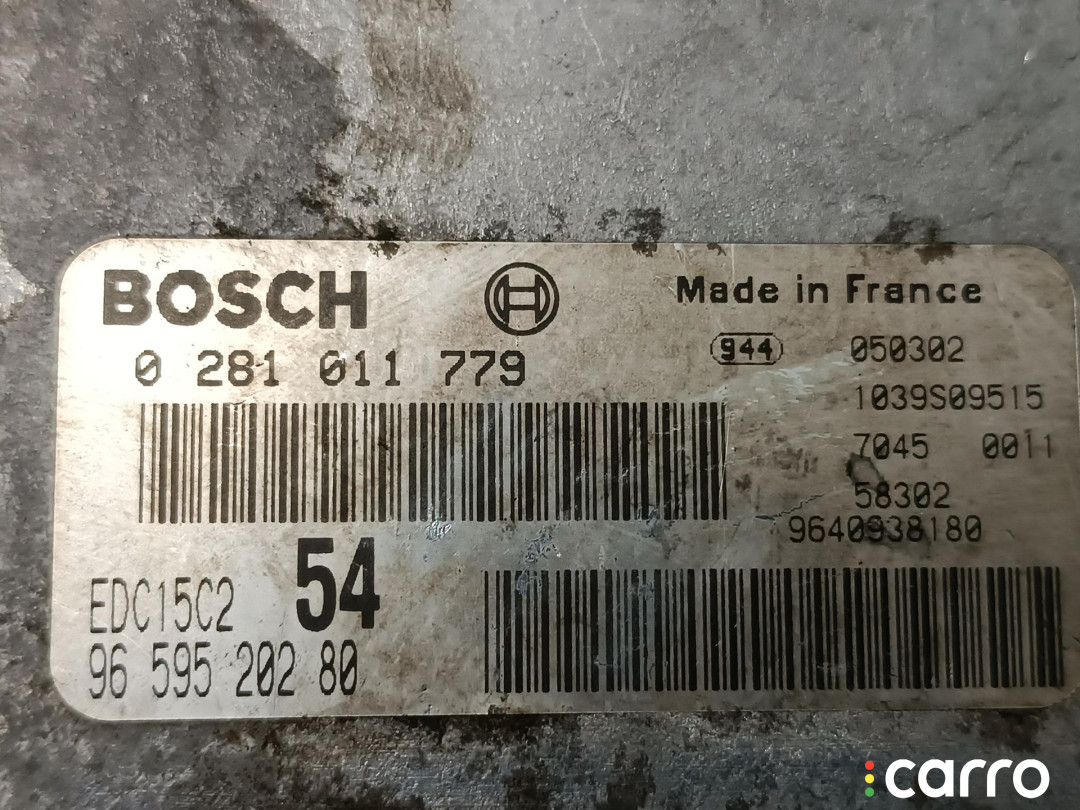 BOSCH
Made in France
0 281 011 779
944 050302
1039S09515
7045 0011
58302
9640938180
EDC15C2 54
96 595 202 80
carro